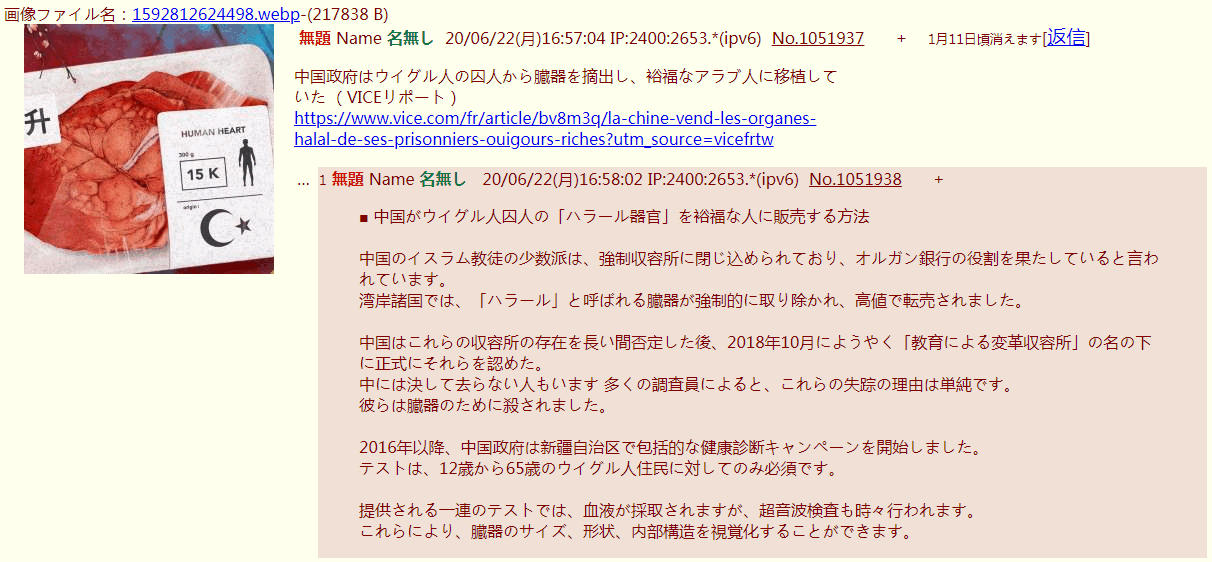 画像ファイル名：1592812624498.webp-(217838 B)
升
HUMAN HEART
300 g
15 K
origin :
無題 Name 名無し 20/06/22(月)16:57:04 IP:2400:2653.*(ipv6) No.1051937 + 1月11日頃消えます[返信]
中国政府はウイグル人の囚人から臓器を摘出し、裕福なアラブ人に移植して
いた （ VICEリポート ）
https://www.vice.com/fr/article/bv8m3q/la-chine-vend-les-organes-
halal-de-ses-prisonniers-ouigours-riches?utm_source=vicefrtw
… 1 無題 Name 名無し 20/06/22(月)16:58:02 IP:2400:2653.*(ipv6) No.1051938 +
■ 中国がウイグル人囚人の「ハラール器官」を裕福な人に販売する方法
中国のイスラム教徒の少数派は、強制収容所に閉じ込められており、オルガン銀行の役割を果たしていると言わ
れています。
湾岸諸国では、「ハラール」と呼ばれる臓器が強制的に取り除かれ、高値で転売されました。
中国はこれらの収容所の存在を長い間否定した後、2018年10月にようやく「教育による変革収容所」の名の下
に正式にそれらを認めた。
中には決して去らない人もいます 多くの調査員によると、これらの失踪の理由は単純です。
彼らは臓器のために殺されました。
2016年以降、中国政府は新疆自治区で包括的な健康診断キャンペーンを開始しました。
テストは、12歳から65歳のウイグル人住民に対してのみ必須です。
提供される一連のテストでは、血液が採取されますが、超音波検査も時々行われます。
これらにより、臓器のサイズ、形状、内部構造を視覚化することができます。